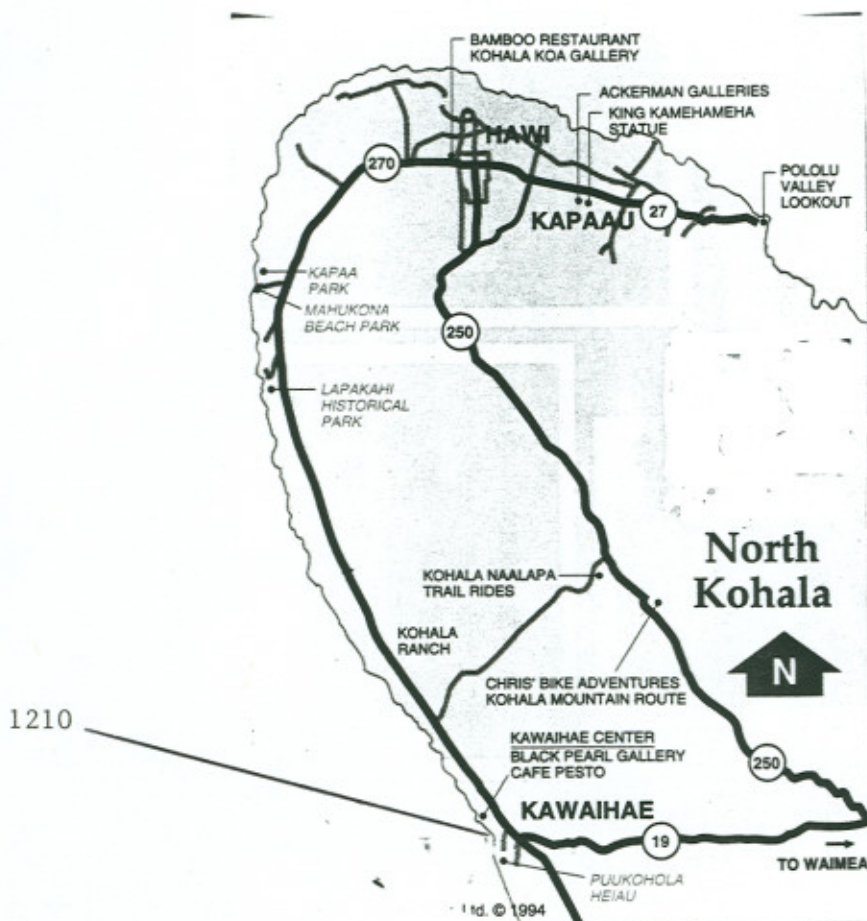 BAMBOO RESTAURANT
KOHALA KOA GALLERY
ACKERMAN GALLERIES
KING KAMEHAMEHA
STATUE
HAWI
270
POLOLU
VALLEY
LOOKOUT
KAPAAU
27
KAPAA
PARK
MAHUKONA
BEACH PARK
250
LAPAKAHI
HISTORICAL
PARK
North
Kohala
KOHALA NAALAPA
TRAIL RIDES
KOHALA
RANCH
N
CHRIS' BIKE ADVENTURES
KOHALA MOUNTAIN ROUTE
1210
KAWAIHAE CENTER
BLACK PEARL GALLERY
CAFE PESTO
250
KAWAIHAE
19
TO WAIMEA
PUUKOHOLA
HEIAU
Ltd. © 1994